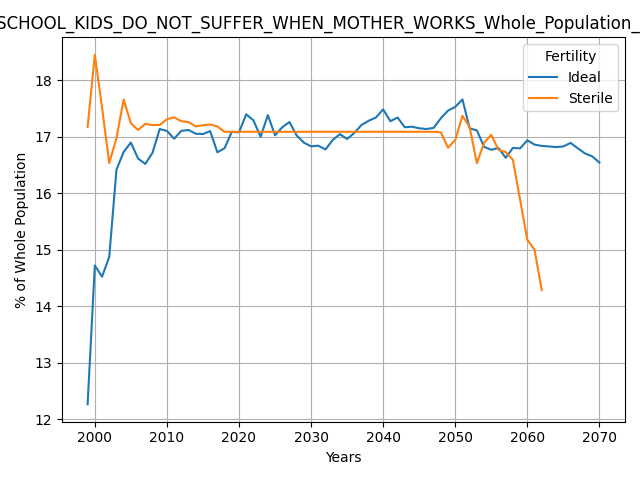 SCHOOL_KIDS_DO_NOT_SUFFER_WHEN_MOTHER_WORKS_Whole_Population_
Fertility
Ideal
Sterile
% of Whole Population
18
17
16
15
14
13
12
2000 2010 2020 2030 2040 2050 2060 2070
Years